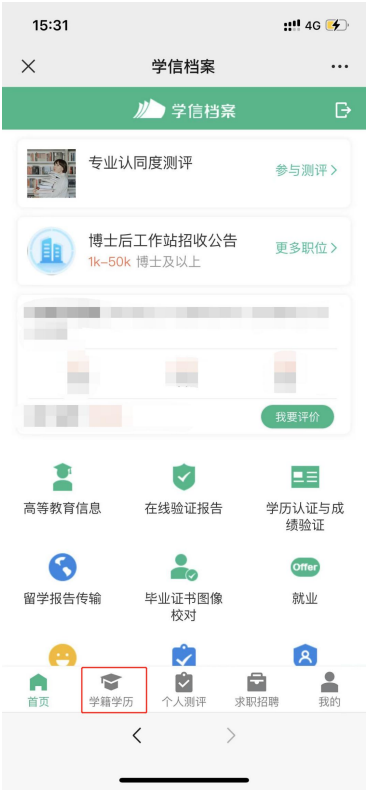 15:31
4G
学信档案
学信档案
专业认同度测评
参与测评
博士后工作站招收公告
1k-50k 博士及以上
更多职位
我要评价
高等教育信息
在线验证报告
学历认证与成
绩验证
留学报告传输
毕业证书图像
校对
Offer
就业
首页
学籍学历
个人测评
求职招聘
我的